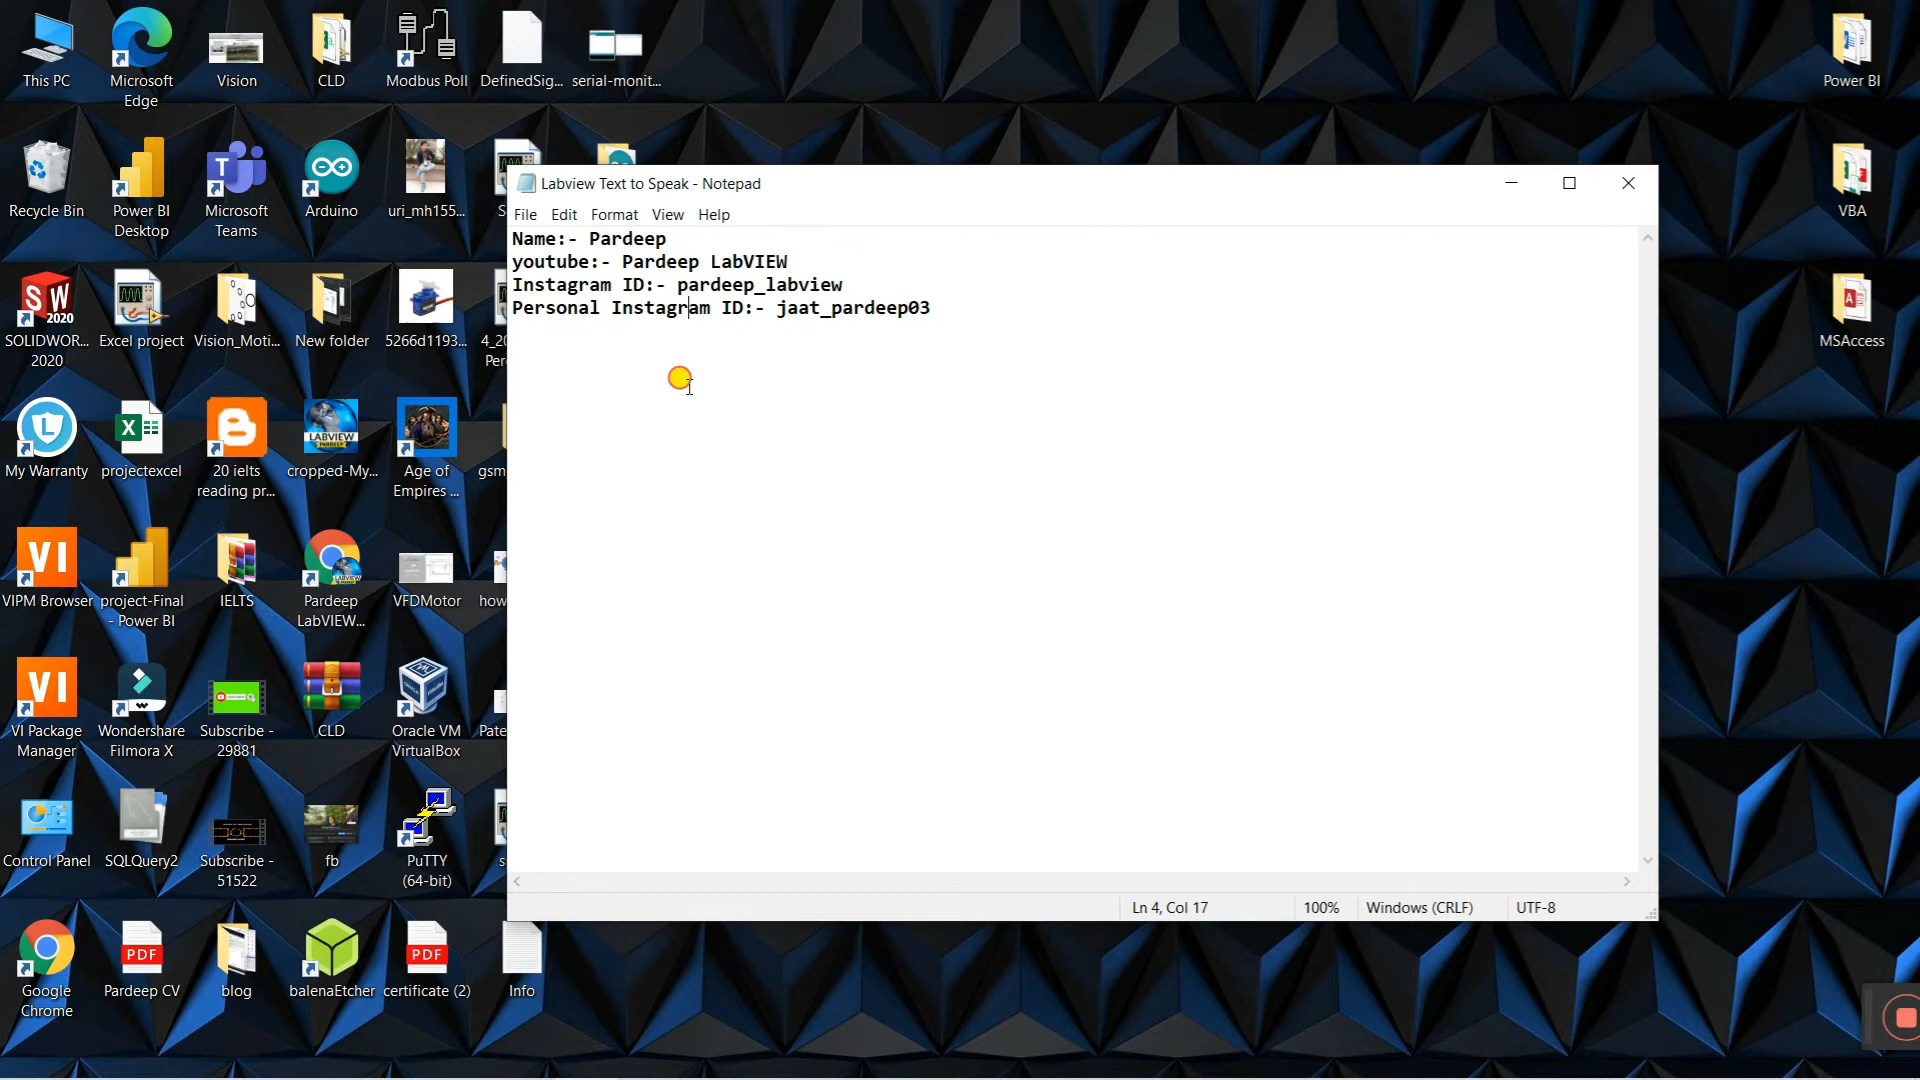 This PC
Microsoft
Edge
Vision
CLD
Modbus Poll
DefinedSig...
serial-monit...
Power BI
Recycle Bin
Power BI
Desktop
Microsoft
Teams
Arduino
uri_mh155...
VBA
SOLIDWOR...
2020
Excel project
Vision_Moti...
New folder
5266d1193...
4_20
Per
MSAccess
My Warranty
projectexcel
20 ielts
reading pr...
cropped-My...
Age of
Empires ...
gsm
VIPM Browser
project-Final
- Power BI
IELTS
Pardeep
LabVIEW...
VFDMotor
how
VI Package
Manager
Wondershare
Filmora X
Subscribe -
29881
CLD
Oracle VM
VirtualBox
Pate
Control Panel
SQLQuery2
Subscribe -
51522
fb
PuTTY
(64-bit)
Google
Chrome
Pardeep CV
blog
balenaEtcher
certificate (2)
Info
Labview Text to Speak - Notepad
File Edit Format View Help
Name:- Pardeep
youtube:- Pardeep LabVIEW
Instagram ID:- pardeep_labview
Personal Instagram ID:- jaat_pardeep03
Ln 4, Col 17 100% Windows (CRLF) UTF-8